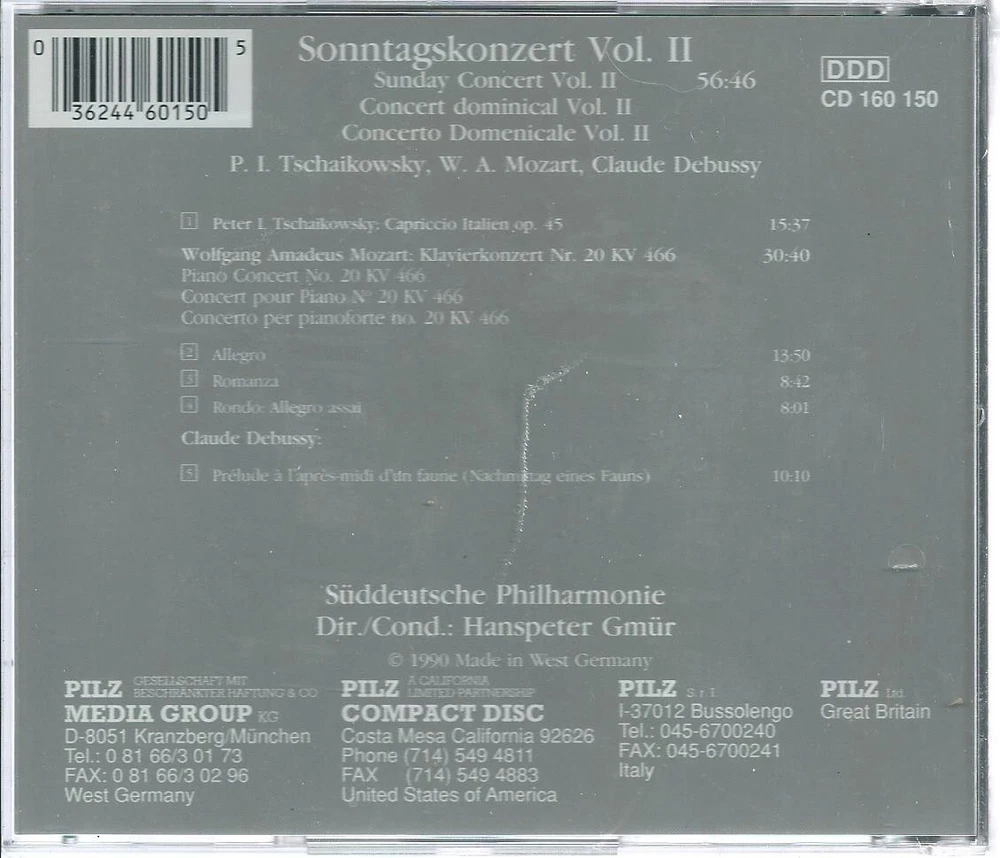 0 5
36244 60150
Sonntagskonzert Vol. II
Sunday Concert Vol. II 56:46
Concert dominical Vol. II
Concerto Domenicale Vol. II
P. I. Tschaikowsky, W. A. Mozart, Claude Debussy
DDD
CD 160 150
1 Peter I. Tschaikowsky: Capriccio Italien op. 45 15:37
Wolfgang Amadeus Mozart: Klavierkonzert Nr. 20 KV 466 30:40
Piano Concert No. 20 KV 466
Concert pour Piano N° 20 KV 466
Concerto per pianoforte no. 20 KV 466
2 Allegro 13:50
3 Romanza 8:42
4 Rondo: Allegro assai 8:01
Claude Debussy:
5 Prélude à l'après-midi d'un faune (Nachmittag eines Fauns) 10:10
Süddeutsche Philharmonie
Dir./Cond.: Hanspeter Gmür
© 1990 Made in West Germany
PILZ GESELLSCHAFT MIT BESCHRÄNKTER HAFTUNG & CO
MEDIA GROUP KG
D-8051 Kranzberg/München
Tel.: 0 81 66/3 01 73
FAX: 0 81 66/3 02 96
West Germany
PILZ A CALIFORNIA LIMITED PARTNERSHIP
COMPACT DISC
Costa Mesa California 92626
Phone (714) 549 4811
FAX (714) 549 4883
United States of America
PILZ S.r.l.
I-37012 Bussolengo
Tel.: 045-6700240
FAX: 045-6700241
Italy
PILZ Ltd.
Great Britain